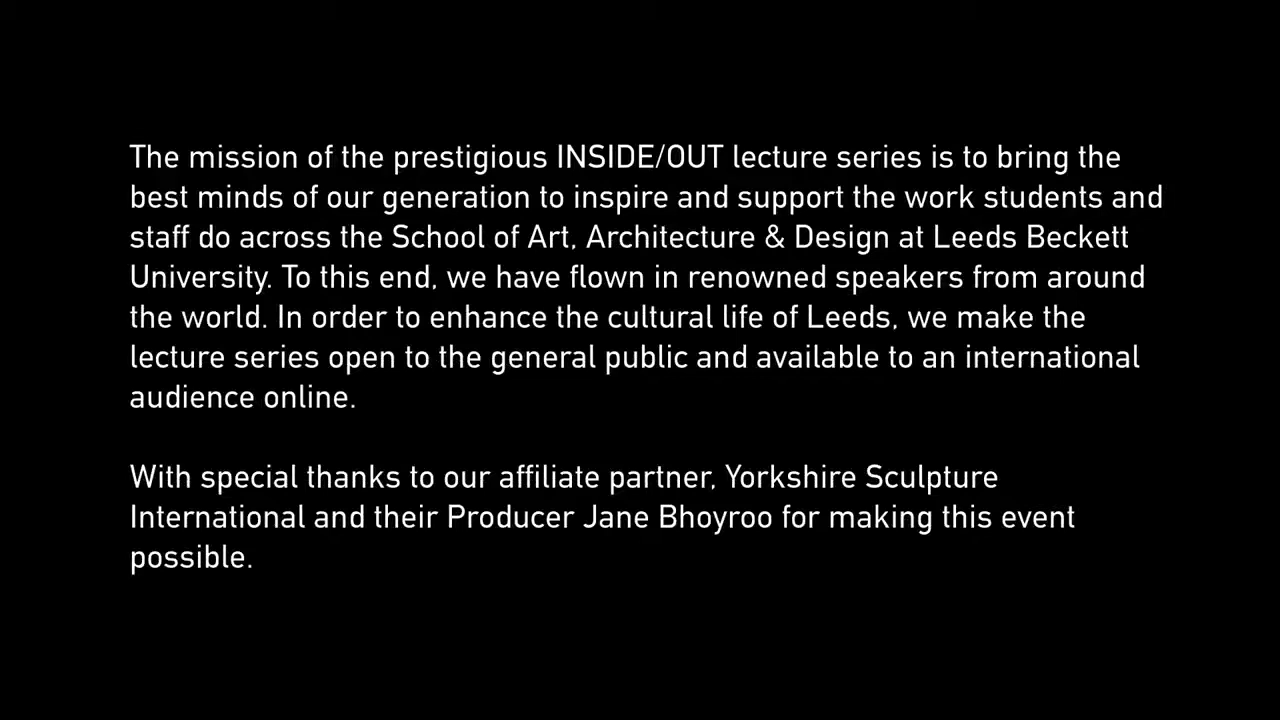 The mission of the prestigious INSIDE/OUT lecture series is to bring the
best minds of our generation to inspire and support the work students and
staff do across the School of Art, Architecture & Design at Leeds Beckett
University. To this end, we have flown in renowned speakers from around
the world. In order to enhance the cultural life of Leeds, we make the
lecture series open to the general public and available to an international
audience online.
With special thanks to our affiliate partner, Yorkshire Sculpture
International and their Producer Jane Bhoyroo for making this event
possible.